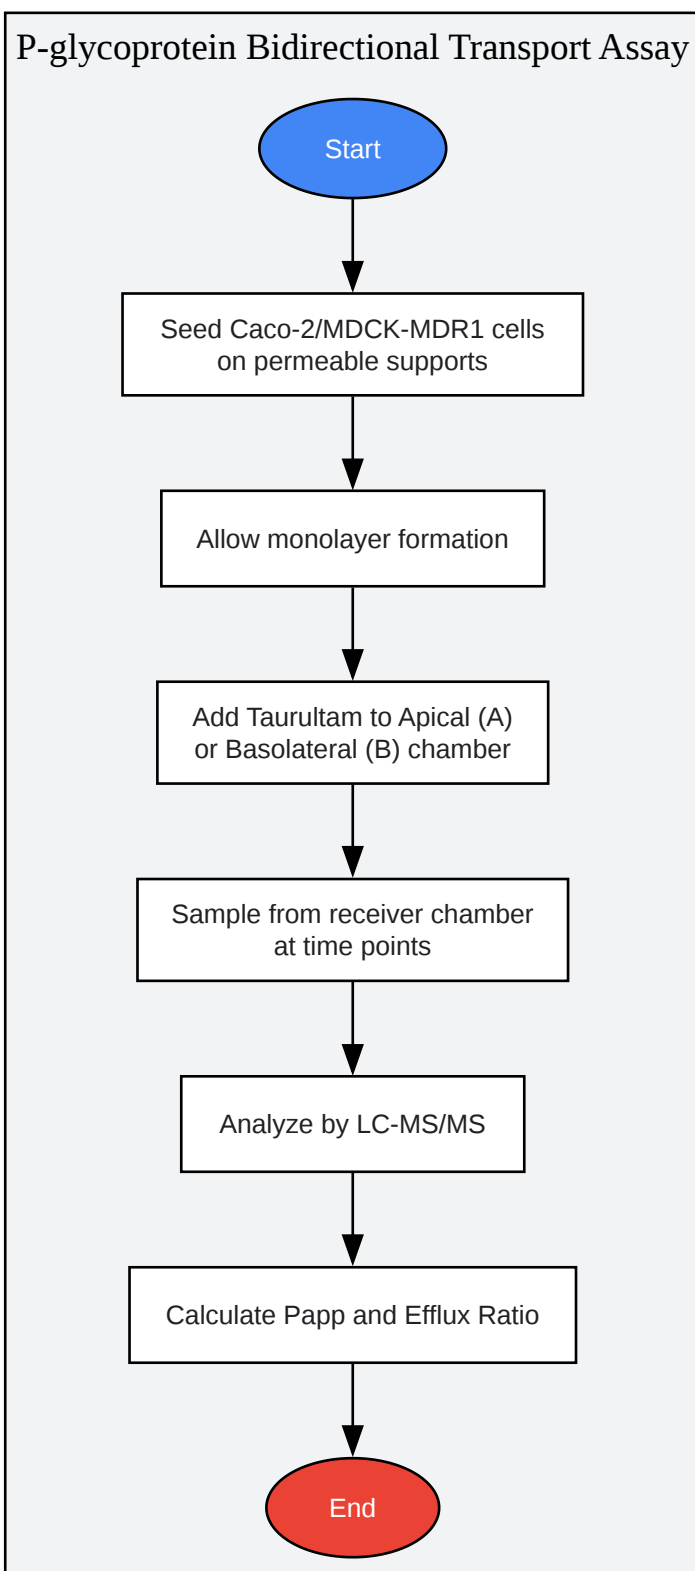 P-glycoprotein Bidirectional Transport Assay
Start
Seed Caco-2/MDCK-MDR1 cells
on permeable supports
Allow monolayer formation
Add Taurultam to Apical (A)
or Basolateral (B) chamber
Sample from receiver chamber
at time points
Analyze by LC-MS/MS
Calculate Papp and Efflux Ratio
End